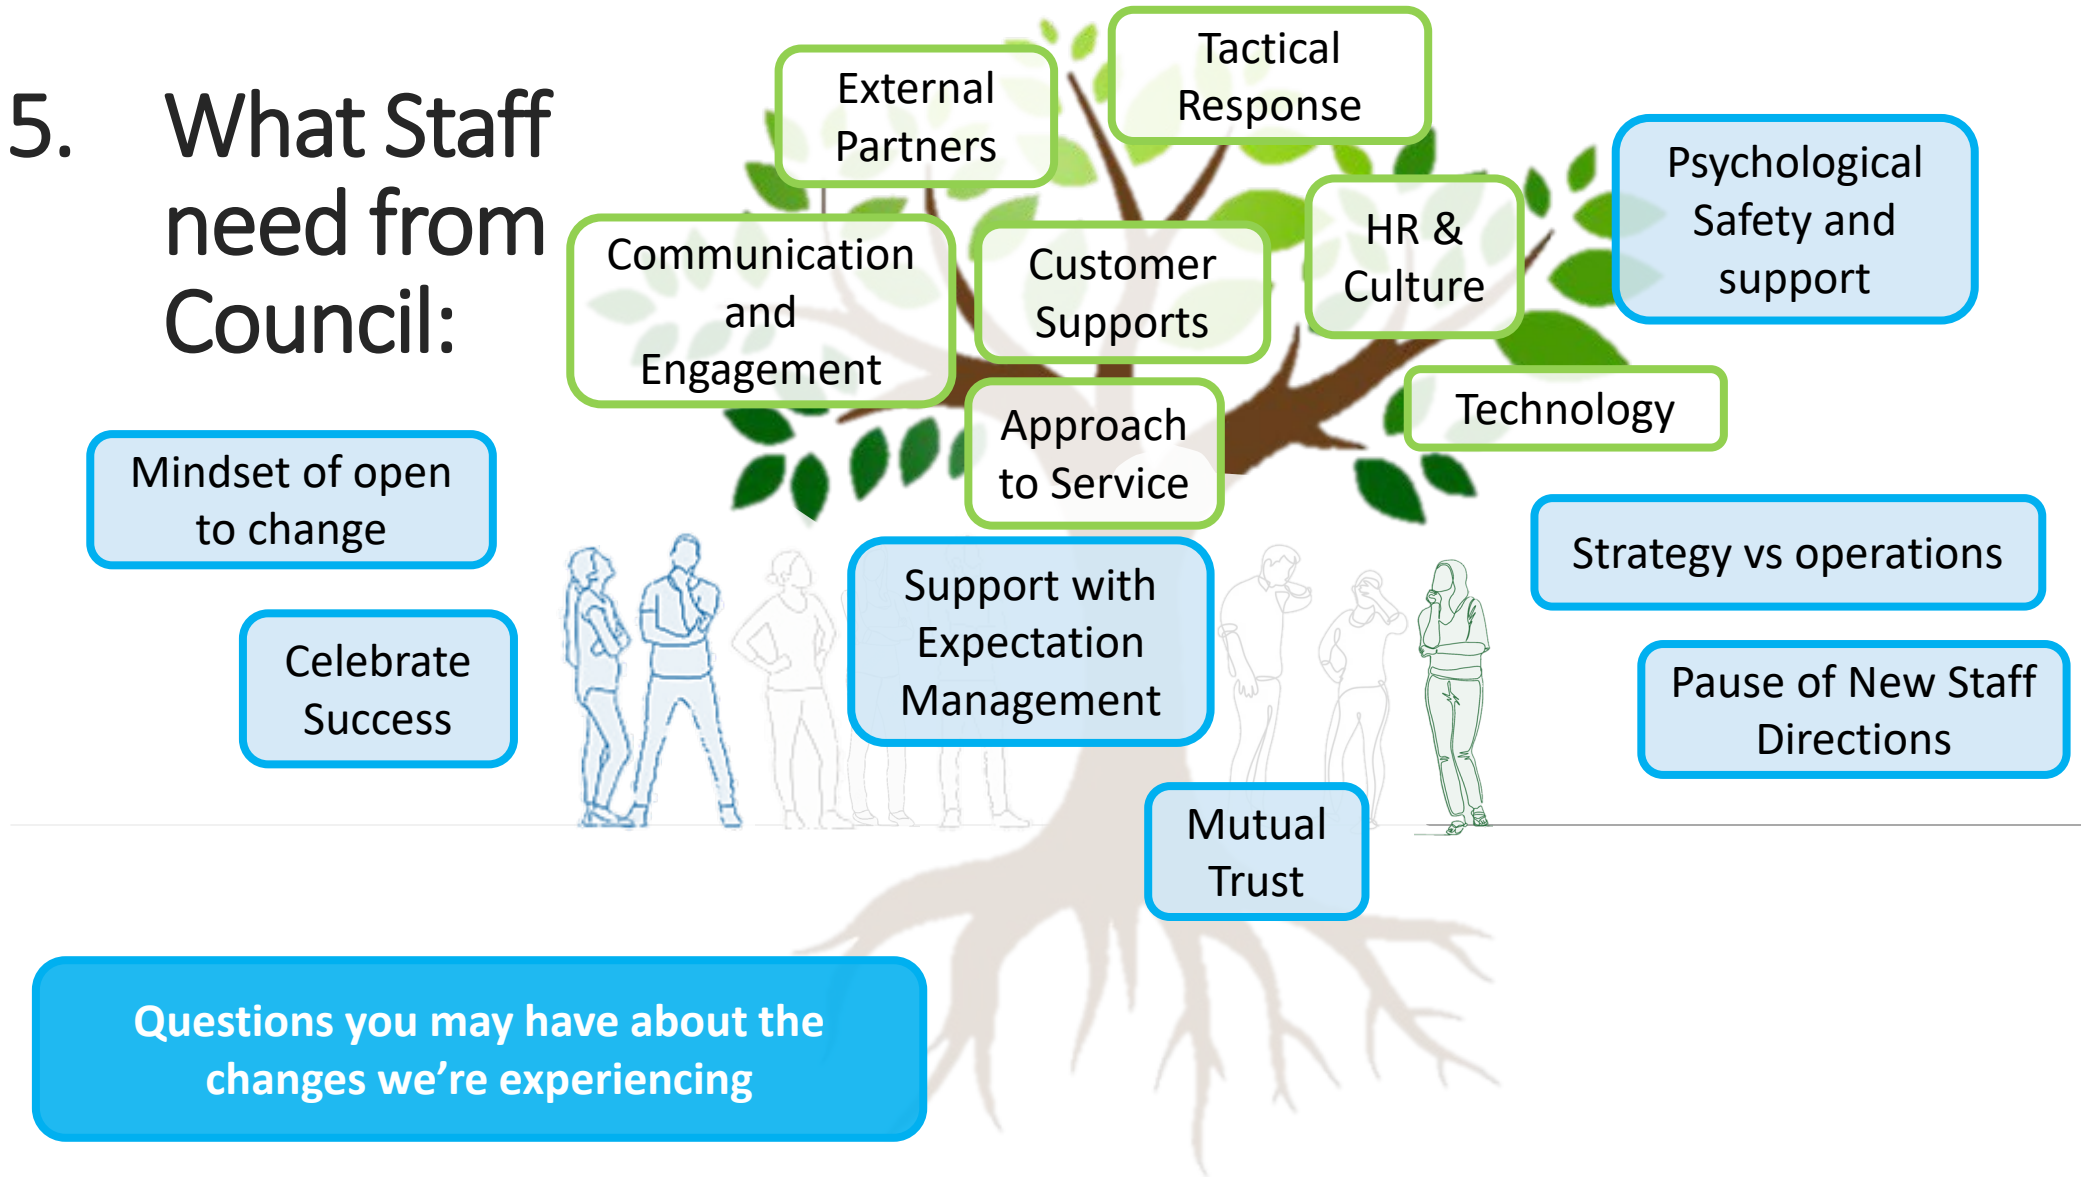 5. What Staff
need from
Council:
External
Partners
Tactical
Response
Psychological
Safety and
support
Communication
and
Engagement
Customer
Supports
HR &
Culture
Approach
to Service
Technology
Mindset of open
to change
Celebrate
Success
Support with
Expectation
Management
Strategy vs operations
Pause of New Staff
Directions
Mutual
Trust
Questions you may have about the
changes we’re experiencing